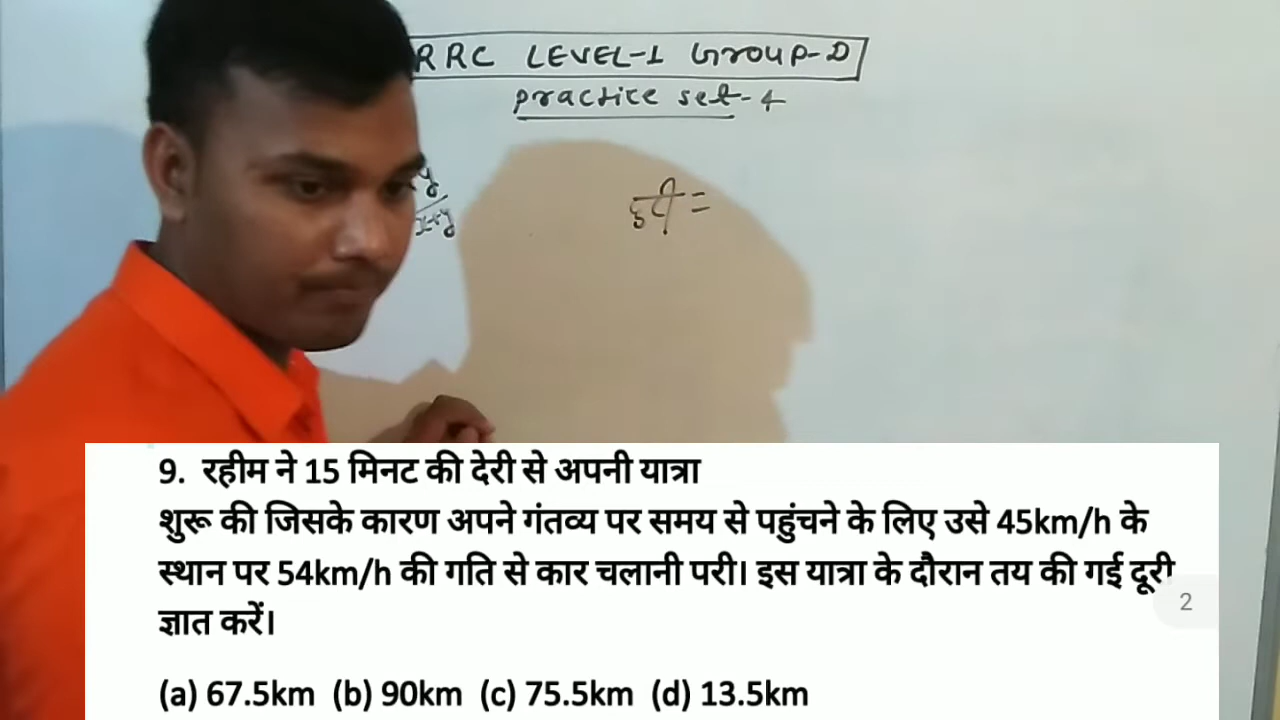 RRC LEVEL-1 Group-D
practice set-4
y
x+y
दूरी =
9. रहीम ने 15 मिनट की देरी से अपनी यात्रा
शुरू की जिसके कारण अपने गंतव्य पर समय से पहुंचने के लिए उसे 45km/h के
स्थान पर 54km/h की गति से कार चलानी परी। इस यात्रा के दौरान तय की गई दूरी
ज्ञात करें।
2
(a) 67.5km (b) 90km (c) 75.5km (d) 13.5km